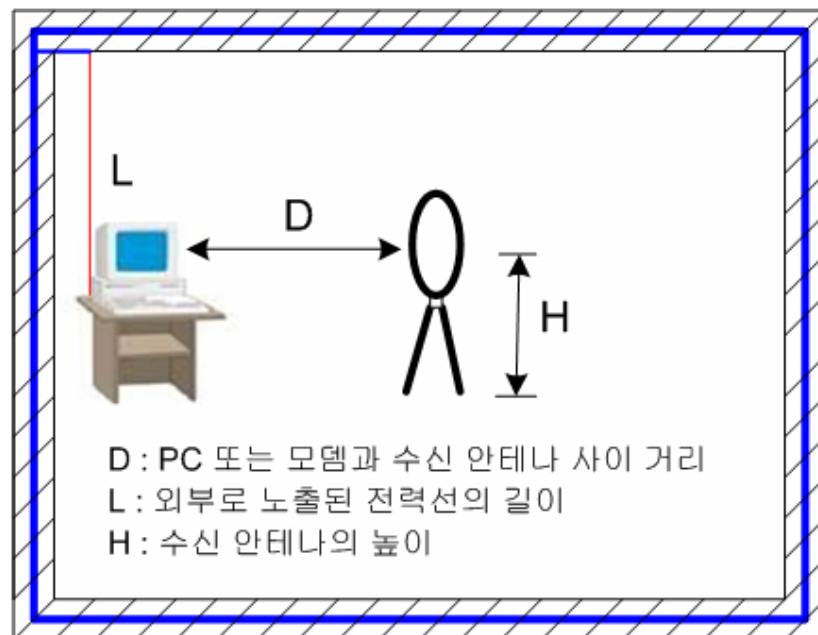 L
D
H
D : PC 또는 모뎀과 수신 안테나 사이 거리
L : 외부로 노출된 전력선의 길이
H : 수신 안테나의 높이